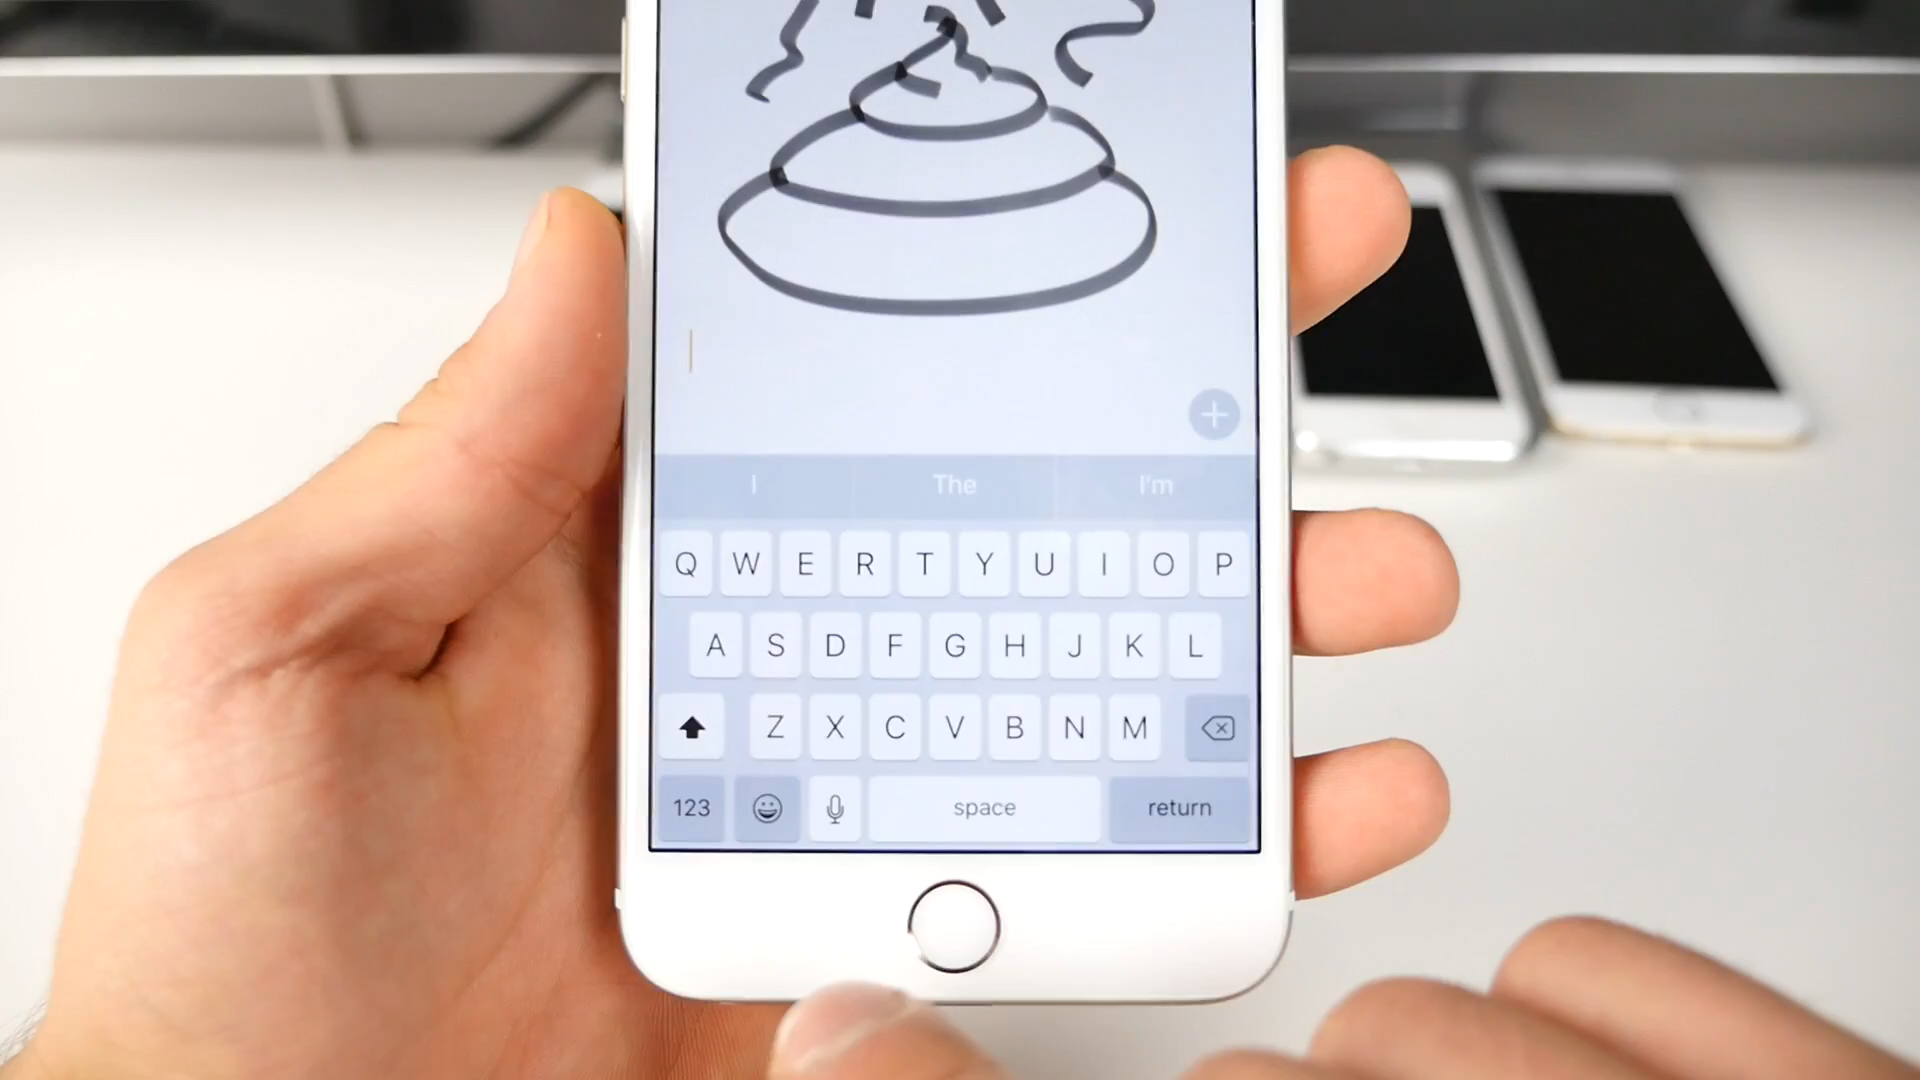 I The I'm
Q W E R T Y U I O P
A S D F G H J K L
Z X C V B N M
123 space return